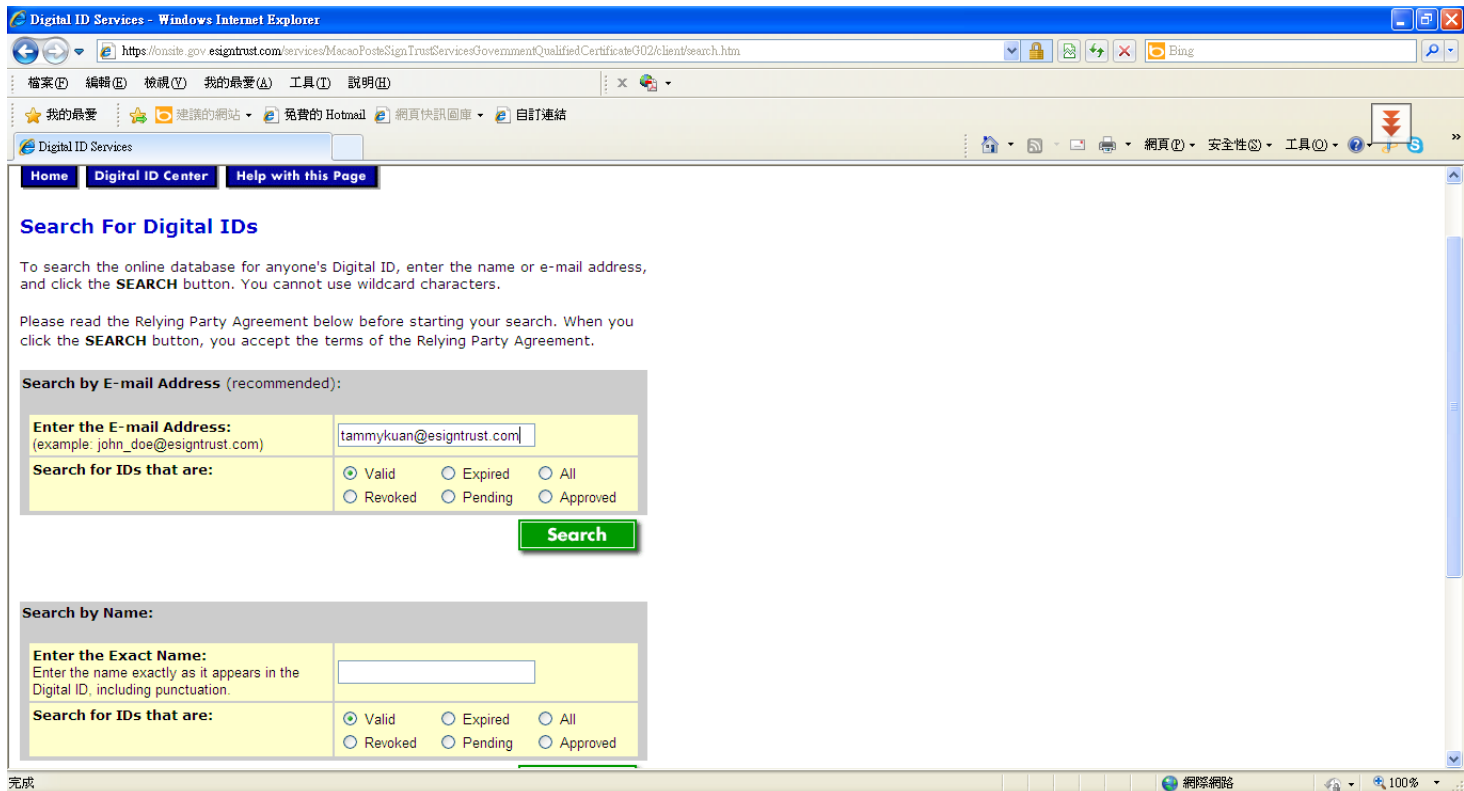 Digital ID Services - Windows Internet Explorer
https://onsite.gov.esigntrust.com/services/MacaoPosteSignTrustServicesGovernmentQualifiedCertificateG02/client/search.htm
Bing
檔案(F) 編輯(E) 檢視(V) 我的最愛(A) 工具(T) 說明(H)
我的最愛 建議的網站 免費的 Hotmail 網頁快訊圖庫 自訂連結
Digital ID Services
網頁(P) 安全性(S) 工具(O)
Home Digital ID Center Help with this Page
Search For Digital IDs
To search the online database for anyone's Digital ID, enter the name or e-mail address,
and click the SEARCH button. You cannot use wildcard characters.
Please read the Relying Party Agreement below before starting your search. When you
click the SEARCH button, you accept the terms of the Relying Party Agreement.
Search by E-mail Address (recommended):
Enter the E-mail Address:
(example: john_doe@esigntrust.com)
tammykuan@esigntrust.com
Search for IDs that are:
Valid Expired All
Revoked Pending Approved
Search
Search by Name:
Enter the Exact Name:
Enter the name exactly as it appears in the
Digital ID, including punctuation.
Search for IDs that are:
Valid Expired All
Revoked Pending Approved
完成 網際網路 100%